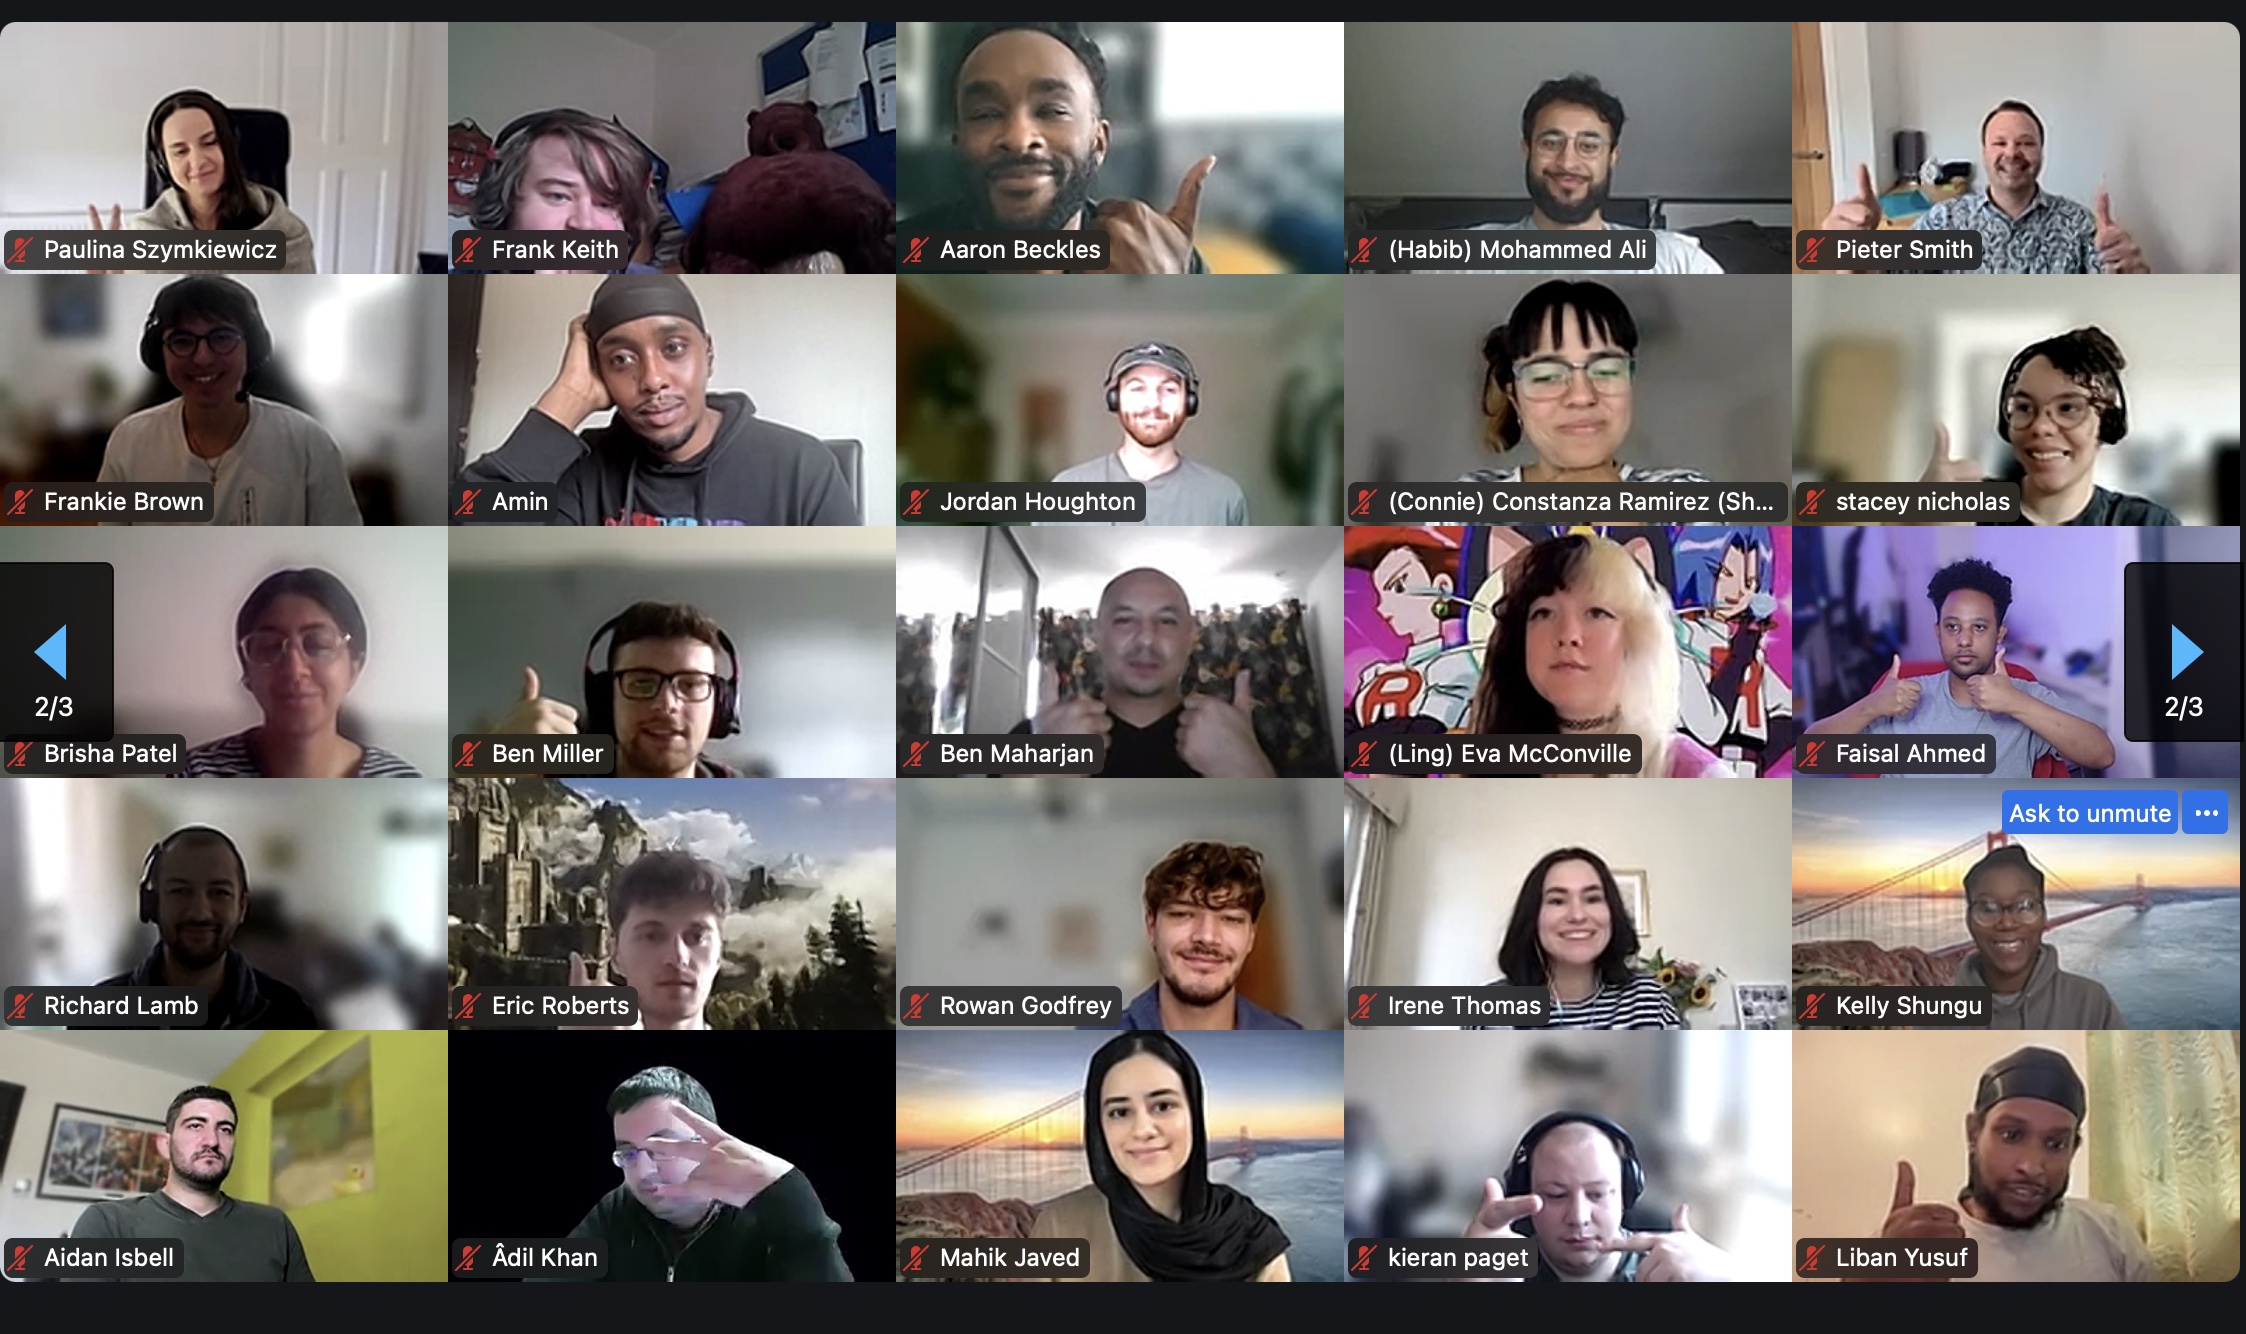 Paulina Szymkiewicz
Frank Keith
Aaron Beckles
(Habib) Mohammed Ali
Pieter Smith
Frankie Brown
Amin
Jordan Houghton
(Connie) Constanza Ramirez (Sh...
stacey nicholas
2/3
2/3
Brisha Patel
Ben Miller
Ben Maharjan
(Ling) Eva McConville
Faisal Ahmed
R
R
Ask to unmute
Richard Lamb
Eric Roberts
Rowan Godfrey
Irene Thomas
Kelly Shungu
Aidan Isbell
Âdil Khan
Mahik Javed
kieran paget
Liban Yusuf